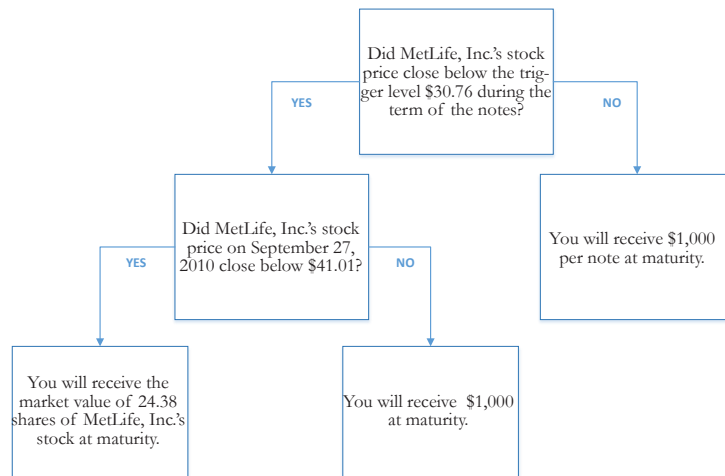 Did MetLife, Inc.'s stock
price close below the trig-
ger level $30.76 during the
term of the notes?
YES
NO
Did MetLife, Inc.'s stock
price on September 27,
2010 close below $41.01?
You will receive $1,000
per note at maturity.
YES
NO
You will receive the
market value of 24.38
shares of MetLife, Inc.'s
stock at maturity.
You will receive $1,000
at maturity.